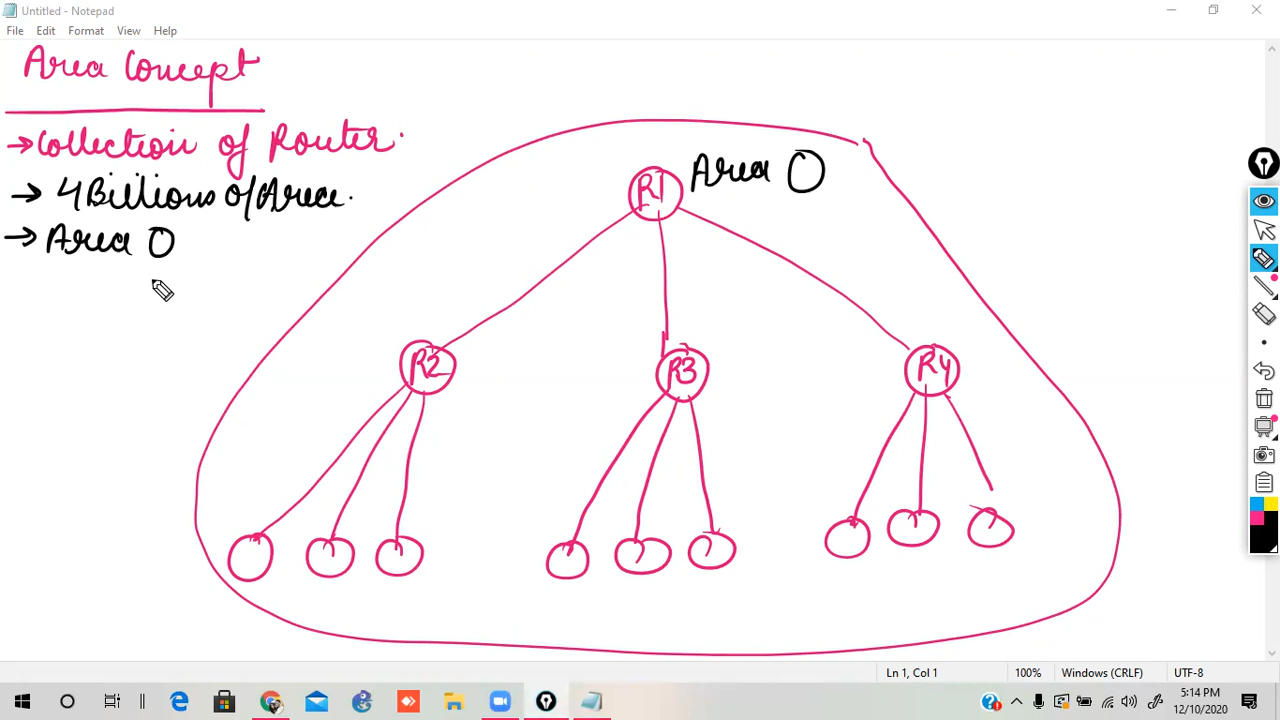 Untitled - Notepad
File Edit Format View Help
Area Concept
→ Collection of Router.
→ 4 Billions of Area.
→ Area 0
R1 Area 0
R2 R3 R4
Ln 1, Col 1 100% Windows (CRLF) UTF-8
5:14 PM
12/10/2020